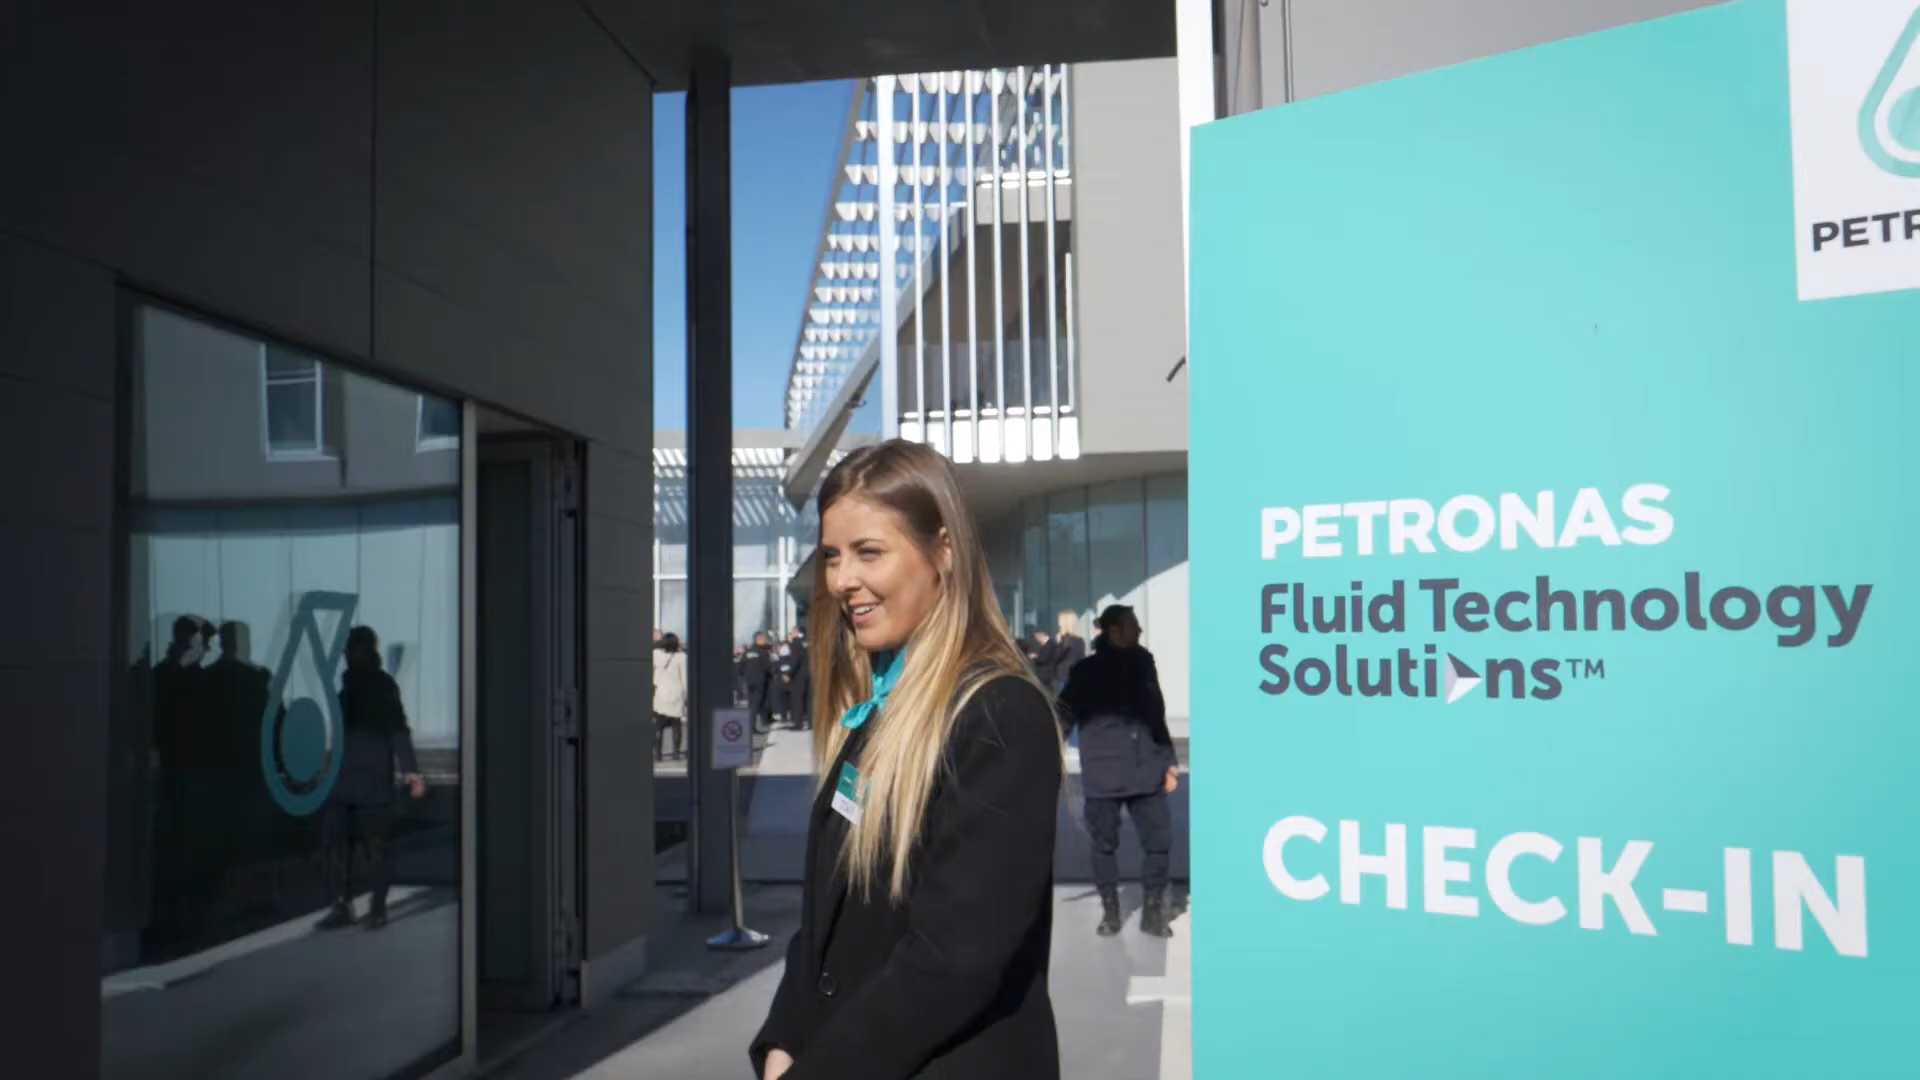 PETR
PETRONAS
Fluid Technology
Solutions™
CHECK-IN